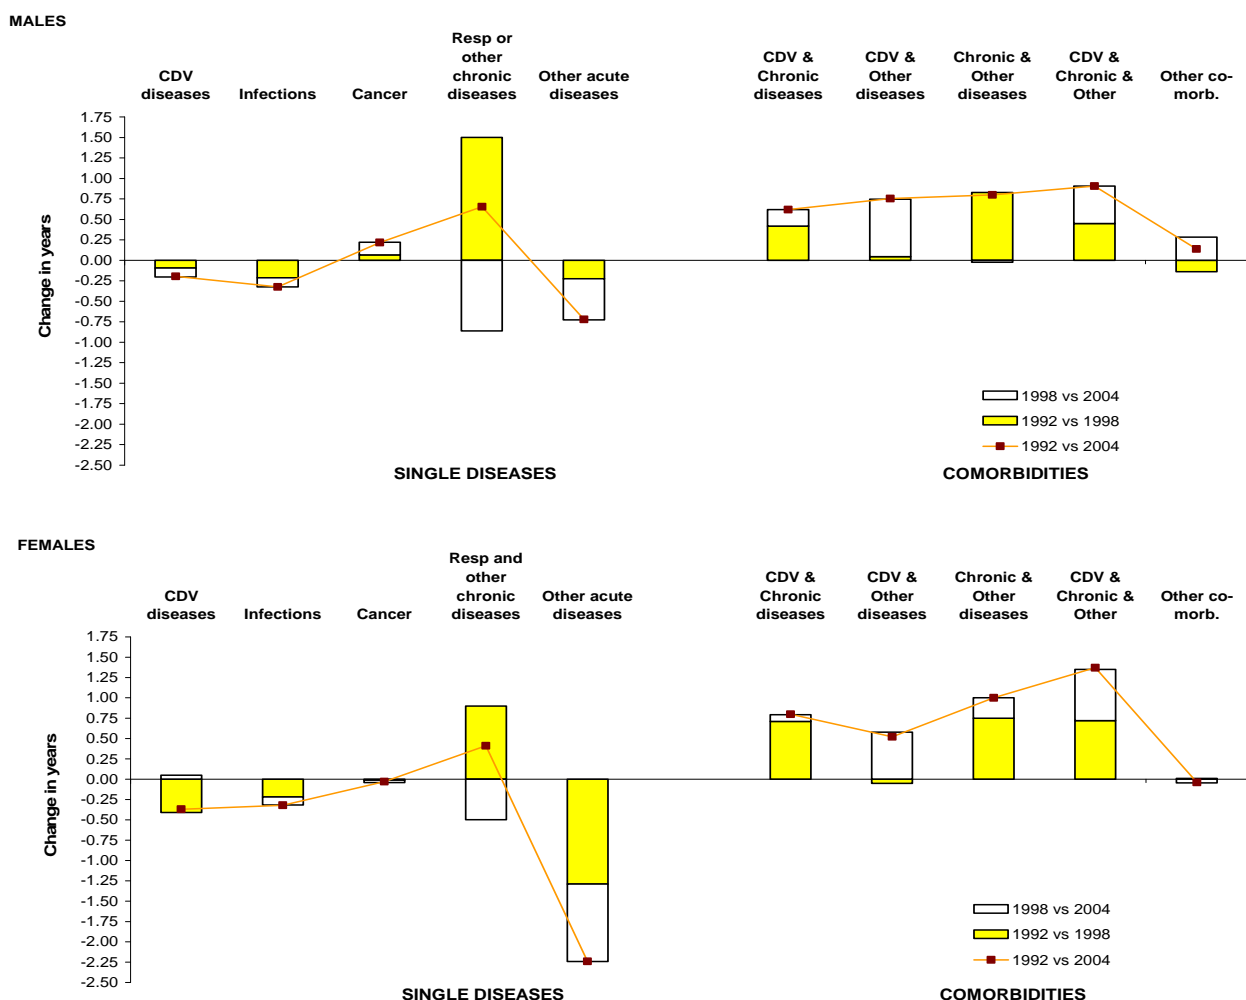 MALES
CDV
diseases
Infections
Cancer
Resp or
other
chronic
diseases
Other acute
diseases
CDV &
Chronic
diseases
CDV &
Other
diseases
Chronic &
Other
diseases
CDV &
Chronic &
Other
Other co-
morb.
Change in years
1.75
1.50
1.25
1.00
0.75
0.50
0.25
0.00
-0.25
-0.50
-0.75
-1.00
-1.25
-1.50
-1.75
-2.00
-2.25
-2.50
1998 vs 2004
1992 vs 1998
1992 vs 2004
SINGLE DISEASES
COMORBIDITIES
FEMALES
CDV
diseases
Infections
Cancer
Resp and
other
chronic
diseases
Other acute
diseases
CDV &
Chronic
diseases
CDV &
Other
diseases
Chronic &
Other
diseases
CDV &
Chronic &
Other
Other co-
morb.
Change in years
1.75
1.50
1.25
1.00
0.75
0.50
0.25
0.00
-0.25
-0.50
-0.75
-1.00
-1.25
-1.50
-1.75
-2.00
-2.25
-2.50
1998 vs 2004
1992 vs 1998
1992 vs 2004
SINGLE DISEASES
COMORBIDITIES